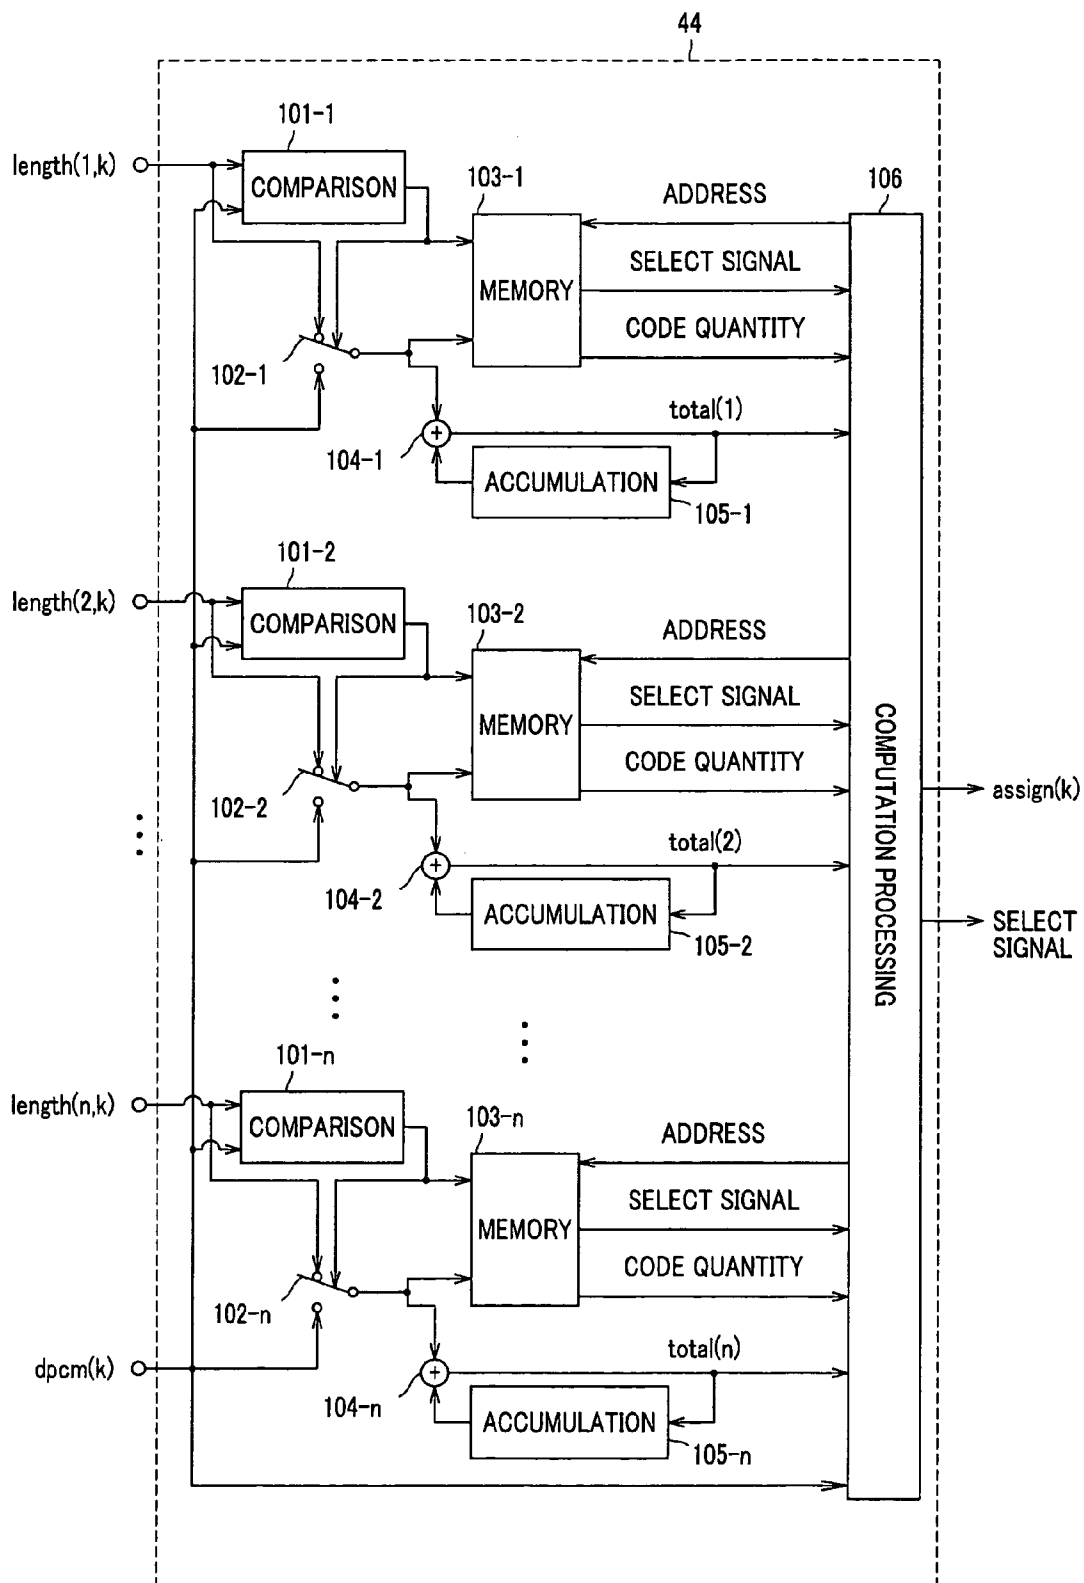 44
101-1
length(1,k)
COMPARISON
103-1
ADDRESS
106
SELECT SIGNAL
MEMORY
CODE QUANTITY
102-1
total(1)
104-1
ACCUMULATION
105-1
101-2
length(2,k)
COMPARISON
103-2
ADDRESS
SELECT SIGNAL
MEMORY
CODE QUANTITY
102-2
total(2)
104-2
ACCUMULATION
105-2
COMPUTATION PROCESSING
assign(k)
SELECT
SIGNAL
101-n
length(n,k)
COMPARISON
103-n
ADDRESS
SELECT SIGNAL
MEMORY
CODE QUANTITY
102-n
total(n)
dpcm(k)
104-n
ACCUMULATION
105-n